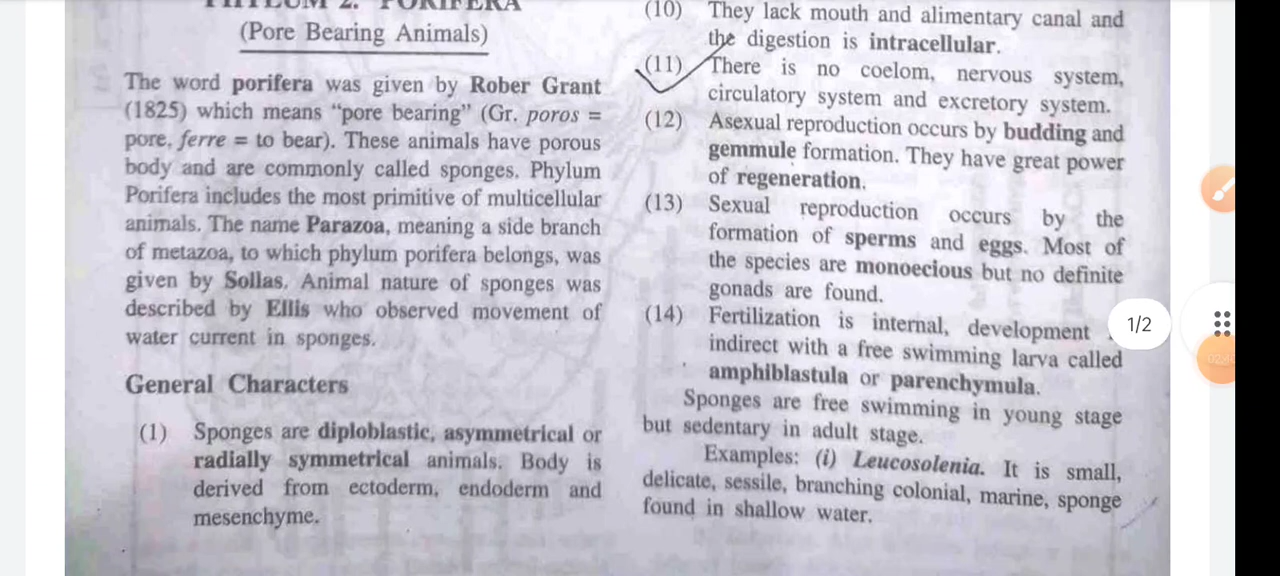 PHYLUM 2. PORIFERA
(Pore Bearing Animals)
The word porifera was given by Rober Grant
(1825) which means “pore bearing” (Gr. poros =
pore, ferre = to bear). These animals have porous
body and are commonly called sponges. Phylum
Porifera includes the most primitive of multicellular
animals. The name Parazoa, meaning a side branch
of metazoa, to which phylum porifera belongs, was
given by Sollas. Animal nature of sponges was
described by Ellis who observed movement of
water current in sponges.
General Characters
(1) Sponges are diploblastic, asymmetrical or
radially symmetrical animals. Body is
derived from ectoderm, endoderm and
mesenchyme.
(10) They lack mouth and alimentary canal and
the digestion is intracellular.
(11) There is no coelom, nervous system,
circulatory system and excretory system.
(12) Asexual reproduction occurs by budding and
gemmule formation. They have great power
of regeneration.
(13) Sexual reproduction occurs by the
formation of sperms and eggs. Most of
the species are monoecious but no definite
gonads are found.
(14) Fertilization is internal, development
indirect with a free swimming larva called
amphiblastula or parenchymula.
Sponges are free swimming in young stage
but sedentary in adult stage.
Examples: (i) Leucosolenia. It is small,
delicate, sessile, branching colonial, marine, sponge
found in shallow water.
1/2